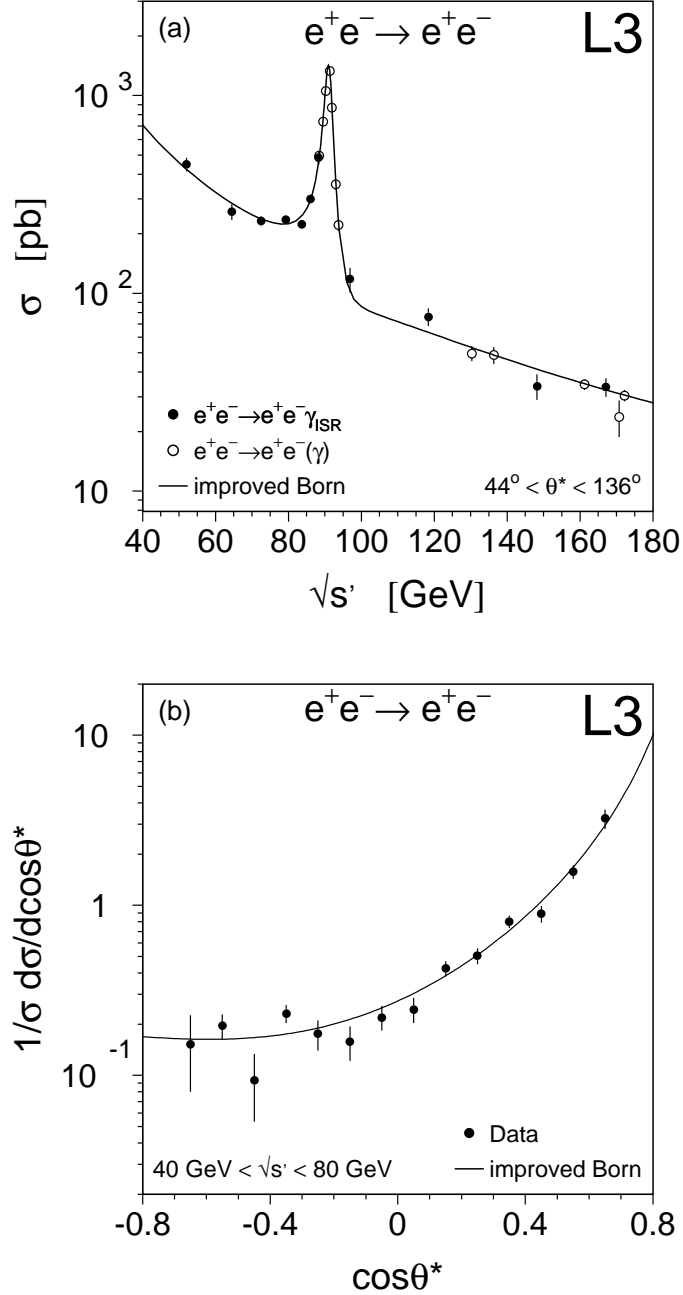 (a) e⁺e⁻ → e⁺e⁻ L3
10³
10²
10
σ [pb]
● e⁺e⁻→e⁺e⁻γISR
○ e⁺e⁻→e⁺e⁻(γ)
— improved Born 44° < θ* < 136°
40 60 80 100 120 140 160 180
√s’ [GeV]
(b) e⁺e⁻ → e⁺e⁻ L3
10
1
10⁻¹
1/σ dσ/dcosθ*
● Data
40 GeV < √s’ < 80 GeV — improved Born
-0.8 -0.4 0 0.4 0.8
cosθ*